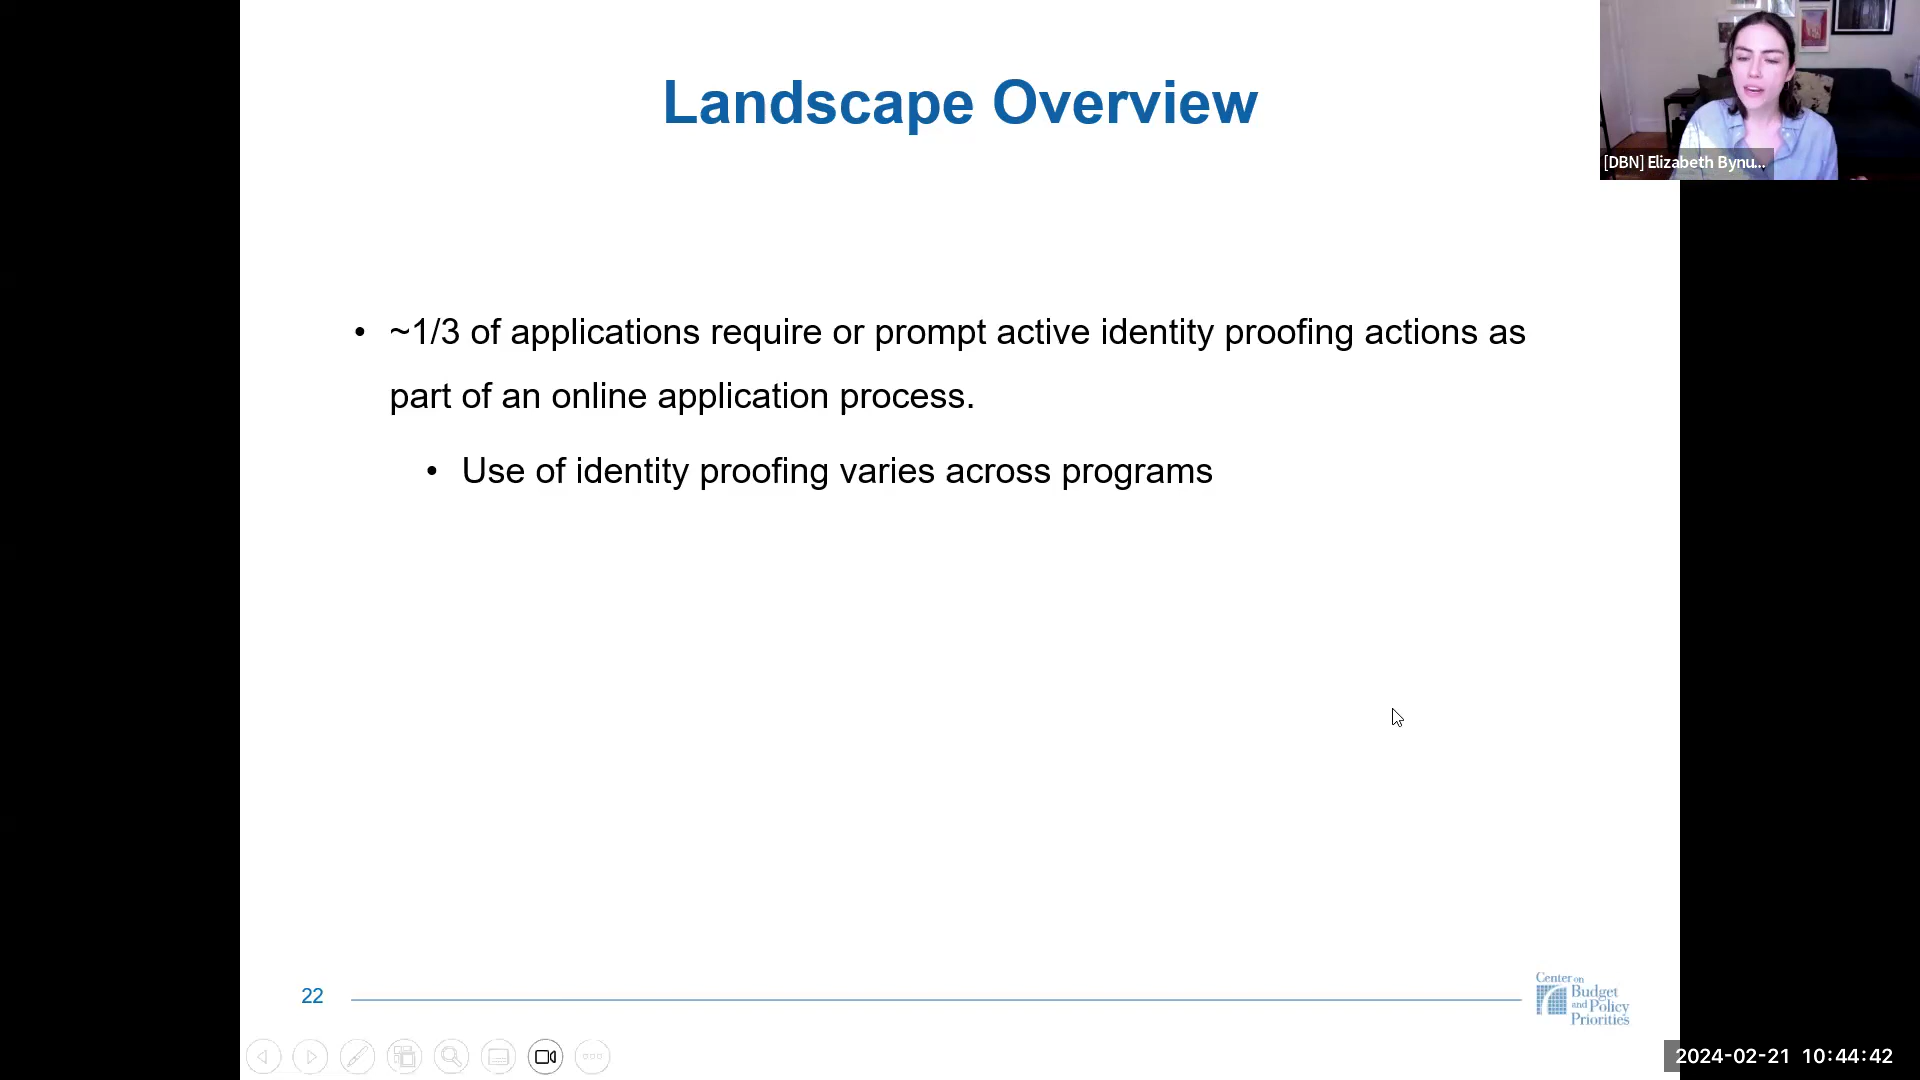 Landscape Overview
[DBN] Elizabeth Bynu...
• ~1/3 of applications require or prompt active identity proofing actions as
part of an online application process.
• Use of identity proofing varies across programs
22
Center on
Budget
and Policy
Priorities
2024-02-21 10:44:42